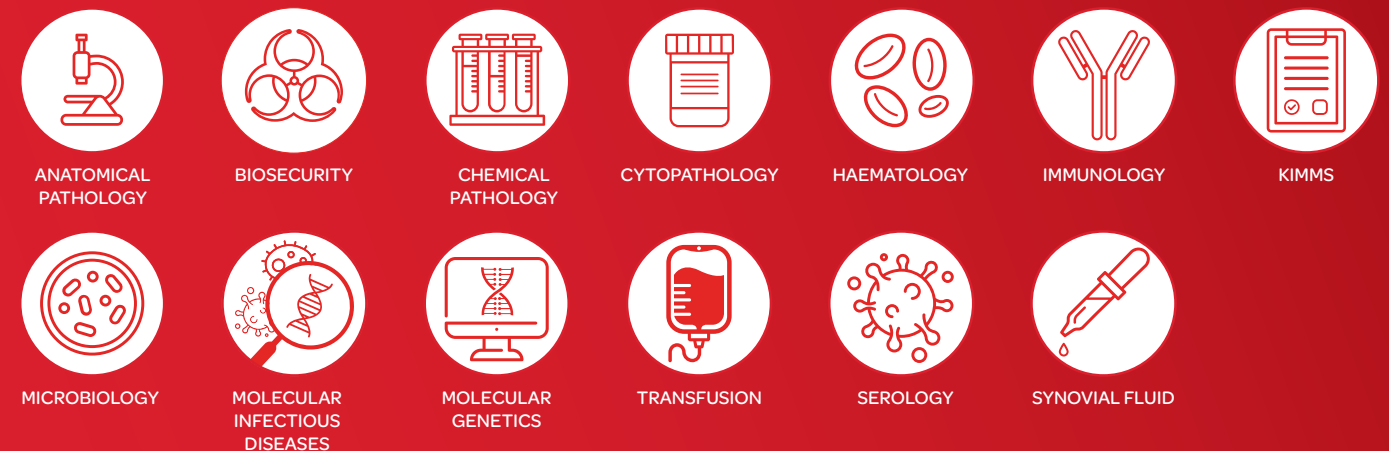 ANATOMICAL
PATHOLOGY
BIOSECURITY
CHEMICAL
PATHOLOGY
CYTOPATHOLOGY
HAEMATOLOGY
IMMUNOLOGY
KIMMS
MICROBIOLOGY
MOLECULAR
INFECTIOUS
DISEASES
MOLECULAR
GENETICS
TRANSFUSION
SEROLOGY
SYNOVIAL FLUID